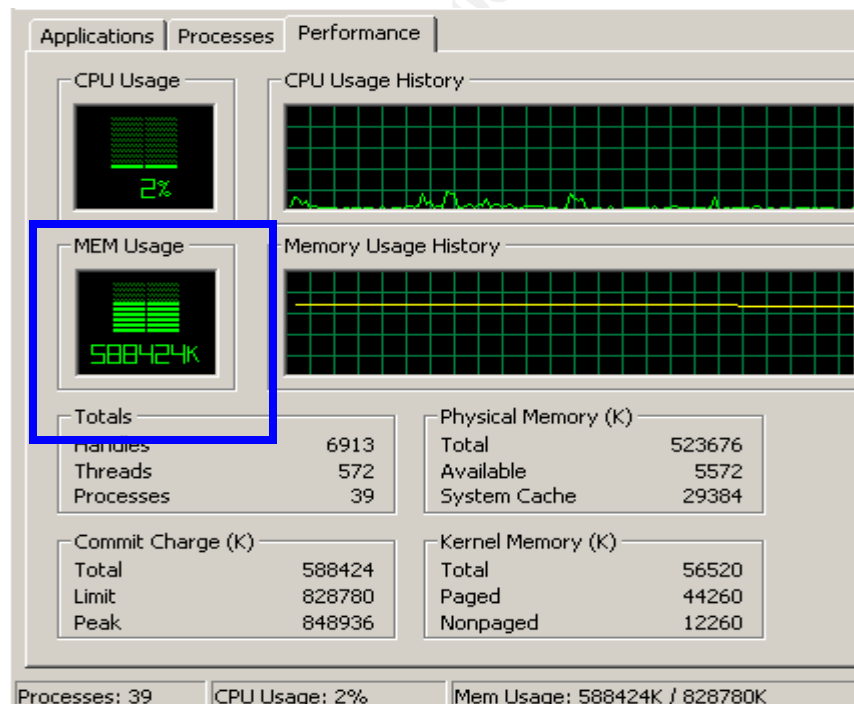 Applications Processes Performance
CPU Usage CPU Usage History
2%
MEM Usage Memory Usage History
588424K
Totals Physical Memory (K)
Handles 6913 Total 523676
Threads 572 Available 5572
Processes 39 System Cache 29384
Commit Charge (K) Kernel Memory (K)
Total 588424 Total 56520
Limit 828780 Paged 44260
Peak 848936 Nonpaged 12260
Processes: 39 CPU Usage: 2% Mem Usage: 588424K / 828780K